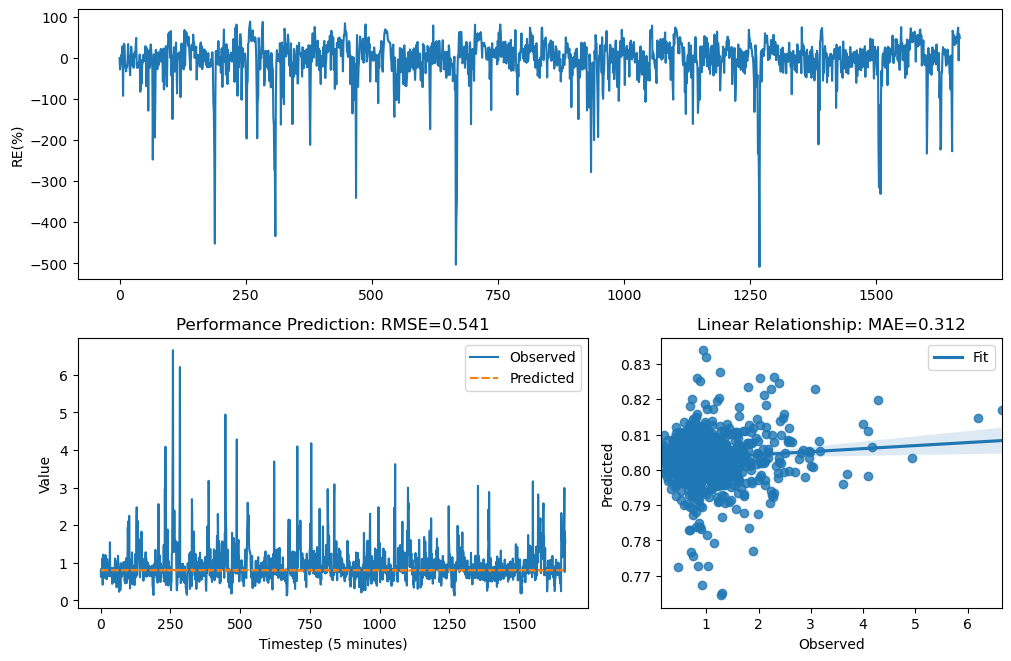 RE(%)
100
0
−100
−200
−300
−400
−500
0 250 500 750 1000 1250 1500
Performance Prediction: RMSE=0.541
Value
6
5
4
3
2
1
0
Observed
Predicted
0 250 500 750 1000 1250 1500
Timestep (5 minutes)
Linear Relationship: MAE=0.312
Predicted
0.83
0.82
0.81
0.80
0.79
0.78
0.77
Fit
1 2 3 4 5 6
Observed